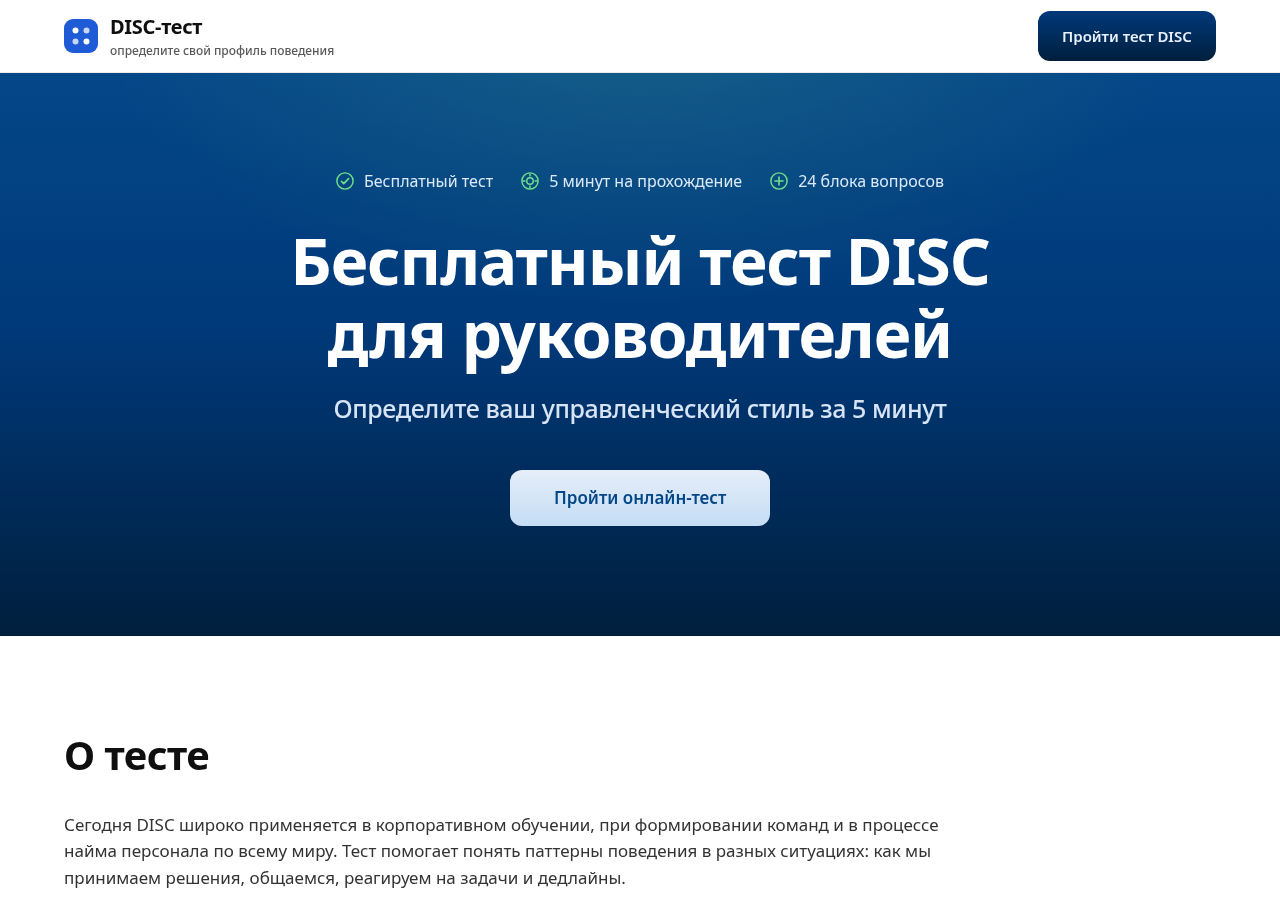 DISC-тест
определите свой профиль поведения
Пройти тест DISC
Бесплатный тест
5 минут на прохождение
24 блока вопросов
Бесплатный тест DISC
для руководителей
Определите ваш управленческий стиль за 5 минут
Пройти онлайн-тест
О тесте
Сегодня DISC широко применяется в корпоративном обучении, при формировании команд и в процессе
найма персонала по всему миру. Тест помогает понять паттерны поведения в разных ситуациях: как мы
принимаем решения, общаемся, реагируем на задачи и дедлайны.